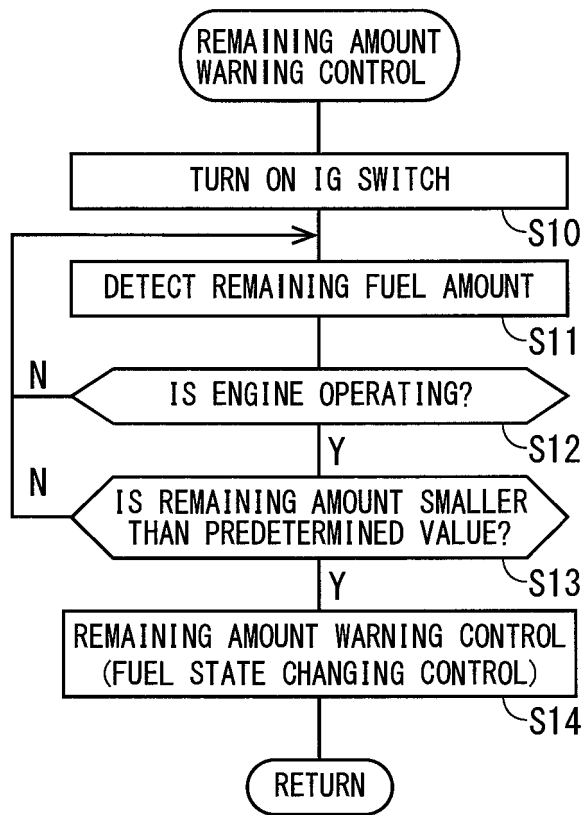 REMAINING AMOUNT
WARNING CONTROL
TURN ON IG SWITCH
S10
DETECT REMAINING FUEL AMOUNT
S11
N
IS ENGINE OPERATING?
S12
Y
N
IS REMAINING AMOUNT SMALLER
THAN PREDETERMINED VALUE?
S13
Y
REMAINING AMOUNT WARNING CONTROL
(FUEL STATE CHANGING CONTROL)
S14
RETURN